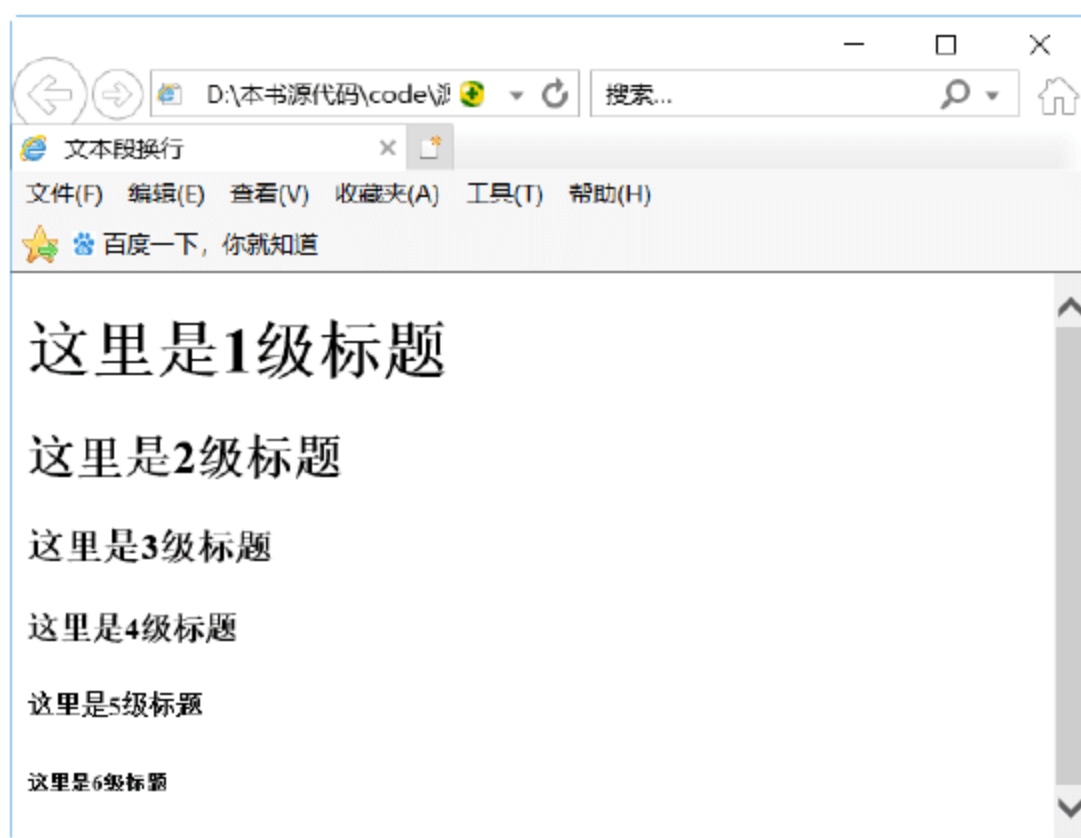 D:\本书源代码\code\源
搜索...
文本段换行
文件(F) 编辑(E) 查看(V) 收藏夹(A) 工具(T) 帮助(H)
百度一下，你就知道
这里是1级标题
这里是2级标题
这里是3级标题
这里是4级标题
这里是5级标题
这里是6级标题